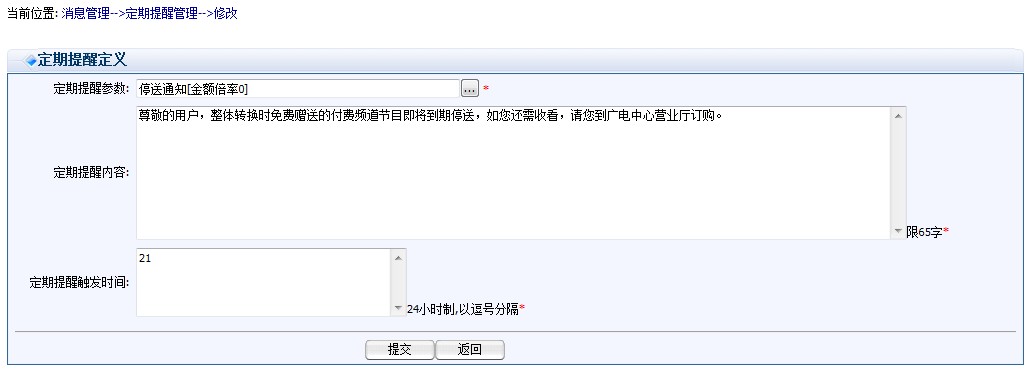 当前位置: 消息管理-->定期提醒管理-->修改
定期提醒定义
定期提醒参数: 停送通知[金额倍率0] ... *
尊敬的用户，整体转换时免费赠送的付费频道节目即将到期停送，如您还需收看，请您到广电中心营业厅订购。
定期提醒内容:
限65字*
21
定期提醒触发时间:
24小时制,以逗号分隔*
提交 返回